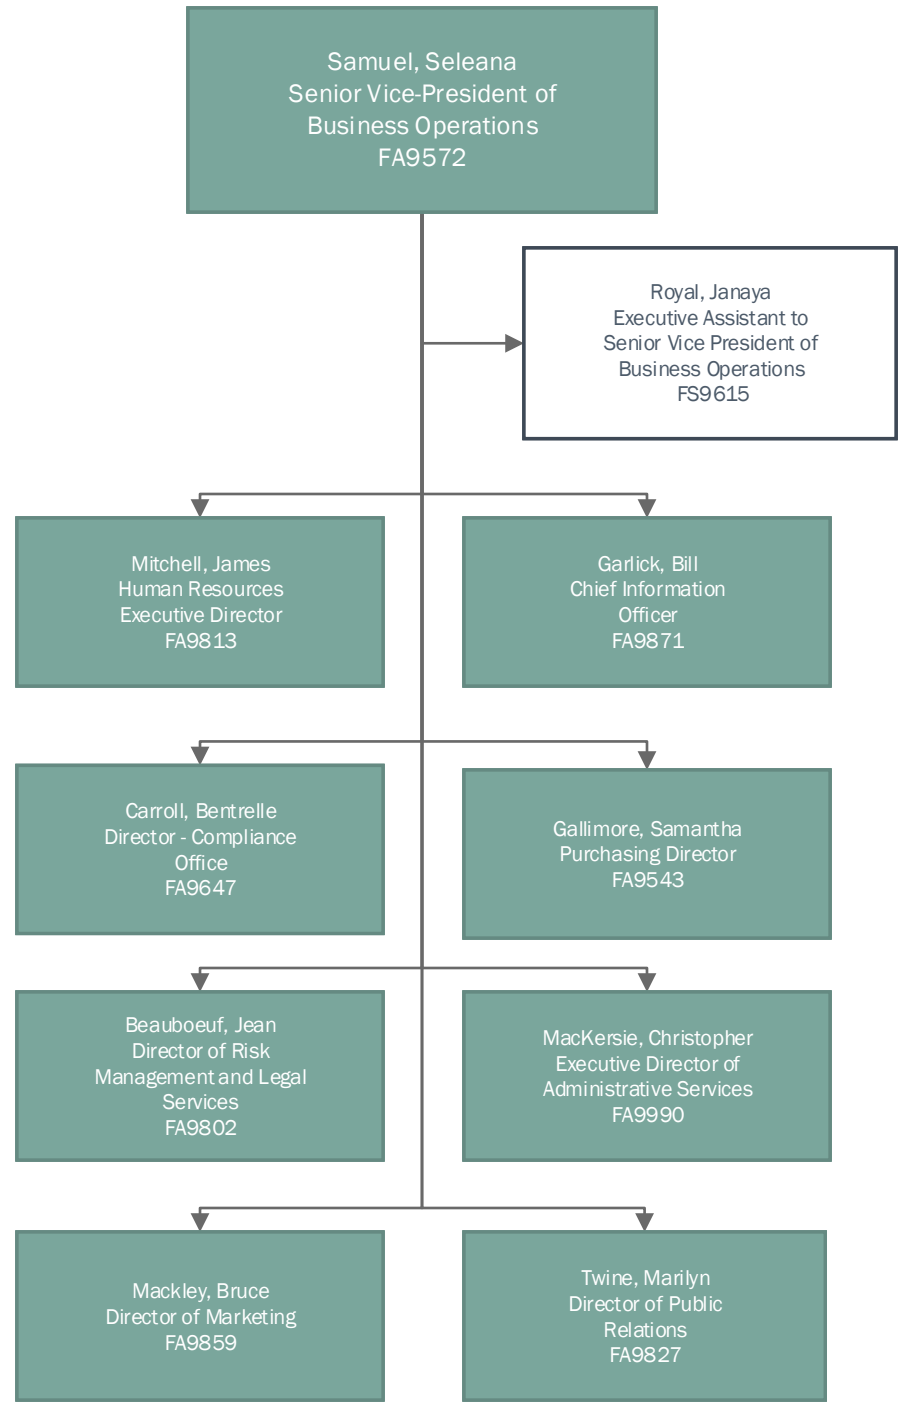 Samuel, Seleana
Senior Vice-President of
Business Operations
FA9572
Royal, Janaya
Executive Assistant to
Senior Vice President of
Business Operations
FS9615
Mitchell, James
Human Resources
Executive Director
FA9813
Garlick, Bill
Chief Information
Officer
FA9871
Carroll, Bentrelle
Director - Compliance
Office
FA9647
Gallimore, Samantha
Purchasing Director
FA9543
Beauboeuf, Jean
Director of Risk
Management and Legal
Services
FA9802
MacKersie, Christopher
Executive Director of
Administrative Services
FA9990
Mackley, Bruce
Director of Marketing
FA9859
Twine, Marilyn
Director of Public
Relations
FA9827